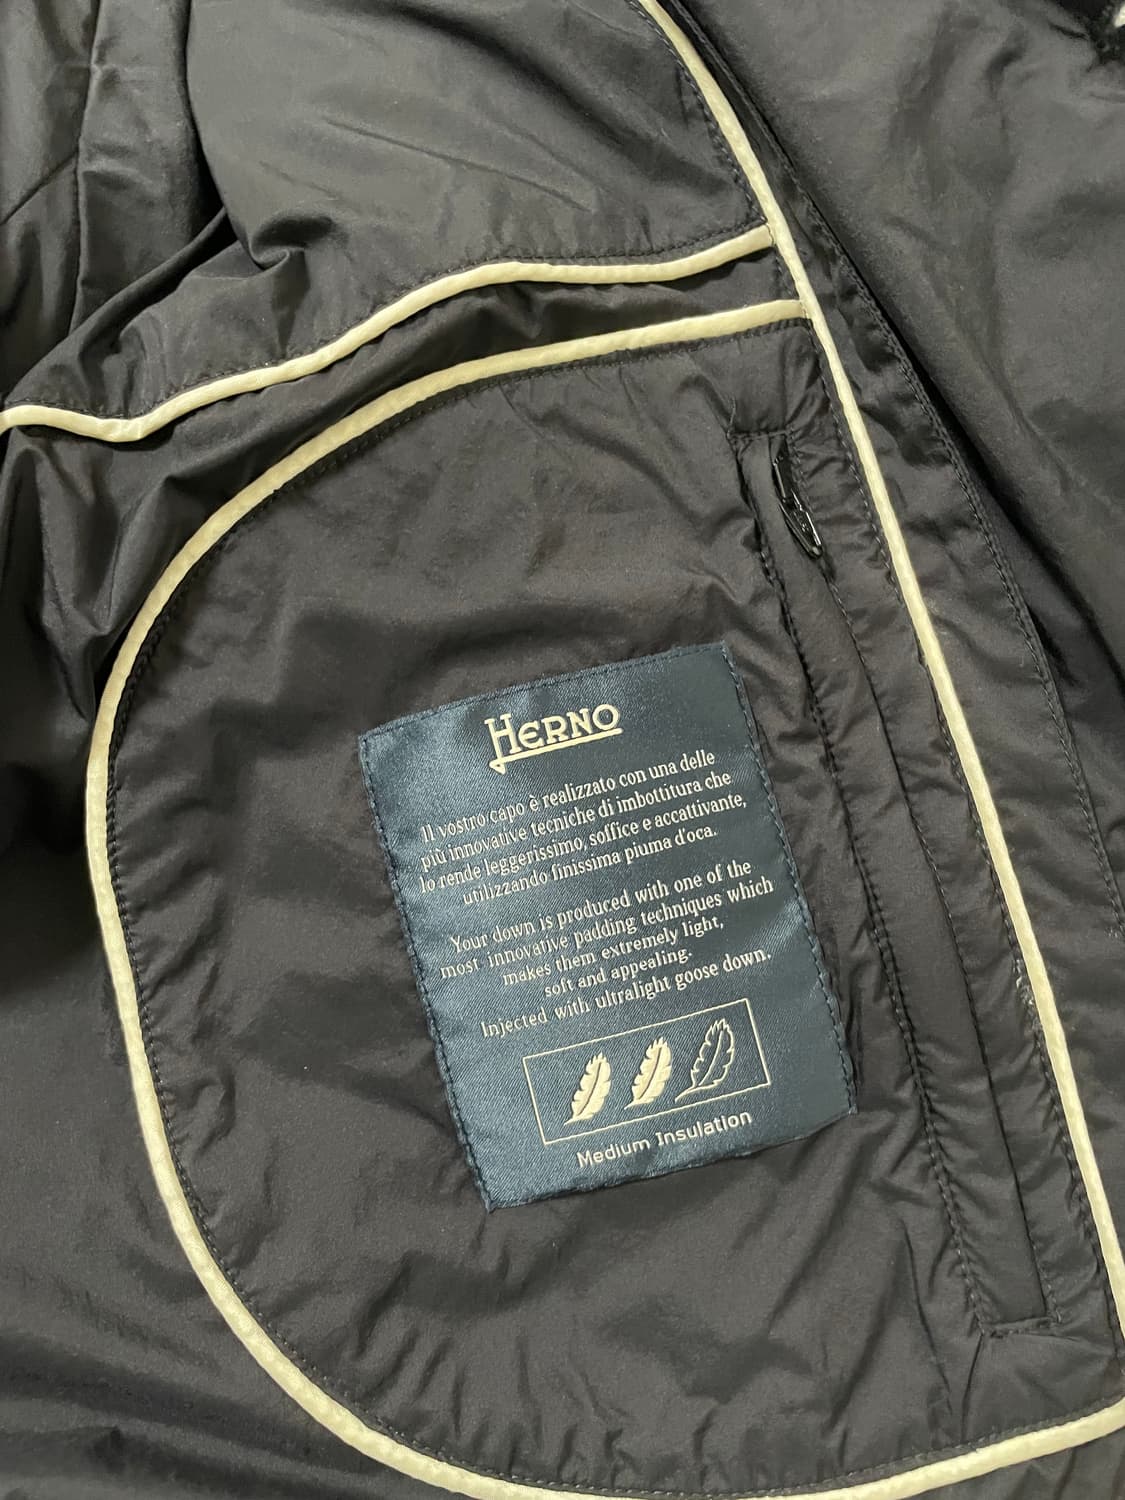 HERNO
Il vostro capo è realizzato con una delle
più innovative tecniche di imbottitura che
lo rende leggerissimo, soffice e accattivante,
utilizzando finissima piuma d'oca.
Your down is produced with one of the
most innovative padding techniques which
makes them extremely light,
soft and appealing.
Injected with ultralight goose down.
Medium Insulation